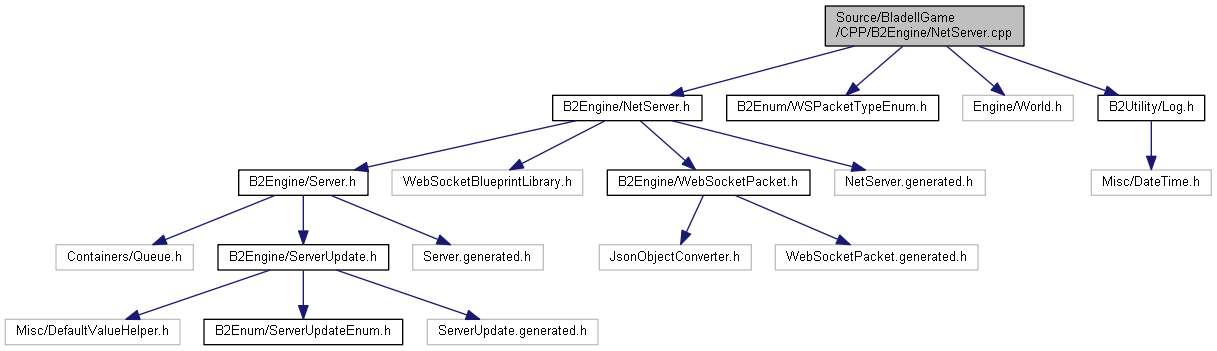 Source/BladeIIGame
/CPP/B2Engine/NetServer.cpp
B2Engine/NetServer.h
B2Enum/WSPacketTypeEnum.h
Engine/World.h
B2Utility/Log.h
B2Engine/Server.h
WebSocketBlueprintLibrary.h
B2Engine/WebSocketPacket.h
NetServer.generated.h
Misc/DateTime.h
Containers/Queue.h
B2Engine/ServerUpdate.h
Server.generated.h
JsonObjectConverter.h
WebSocketPacket.generated.h
Misc/DefaultValueHelper.h
B2Enum/ServerUpdateEnum.h
ServerUpdate.generated.h